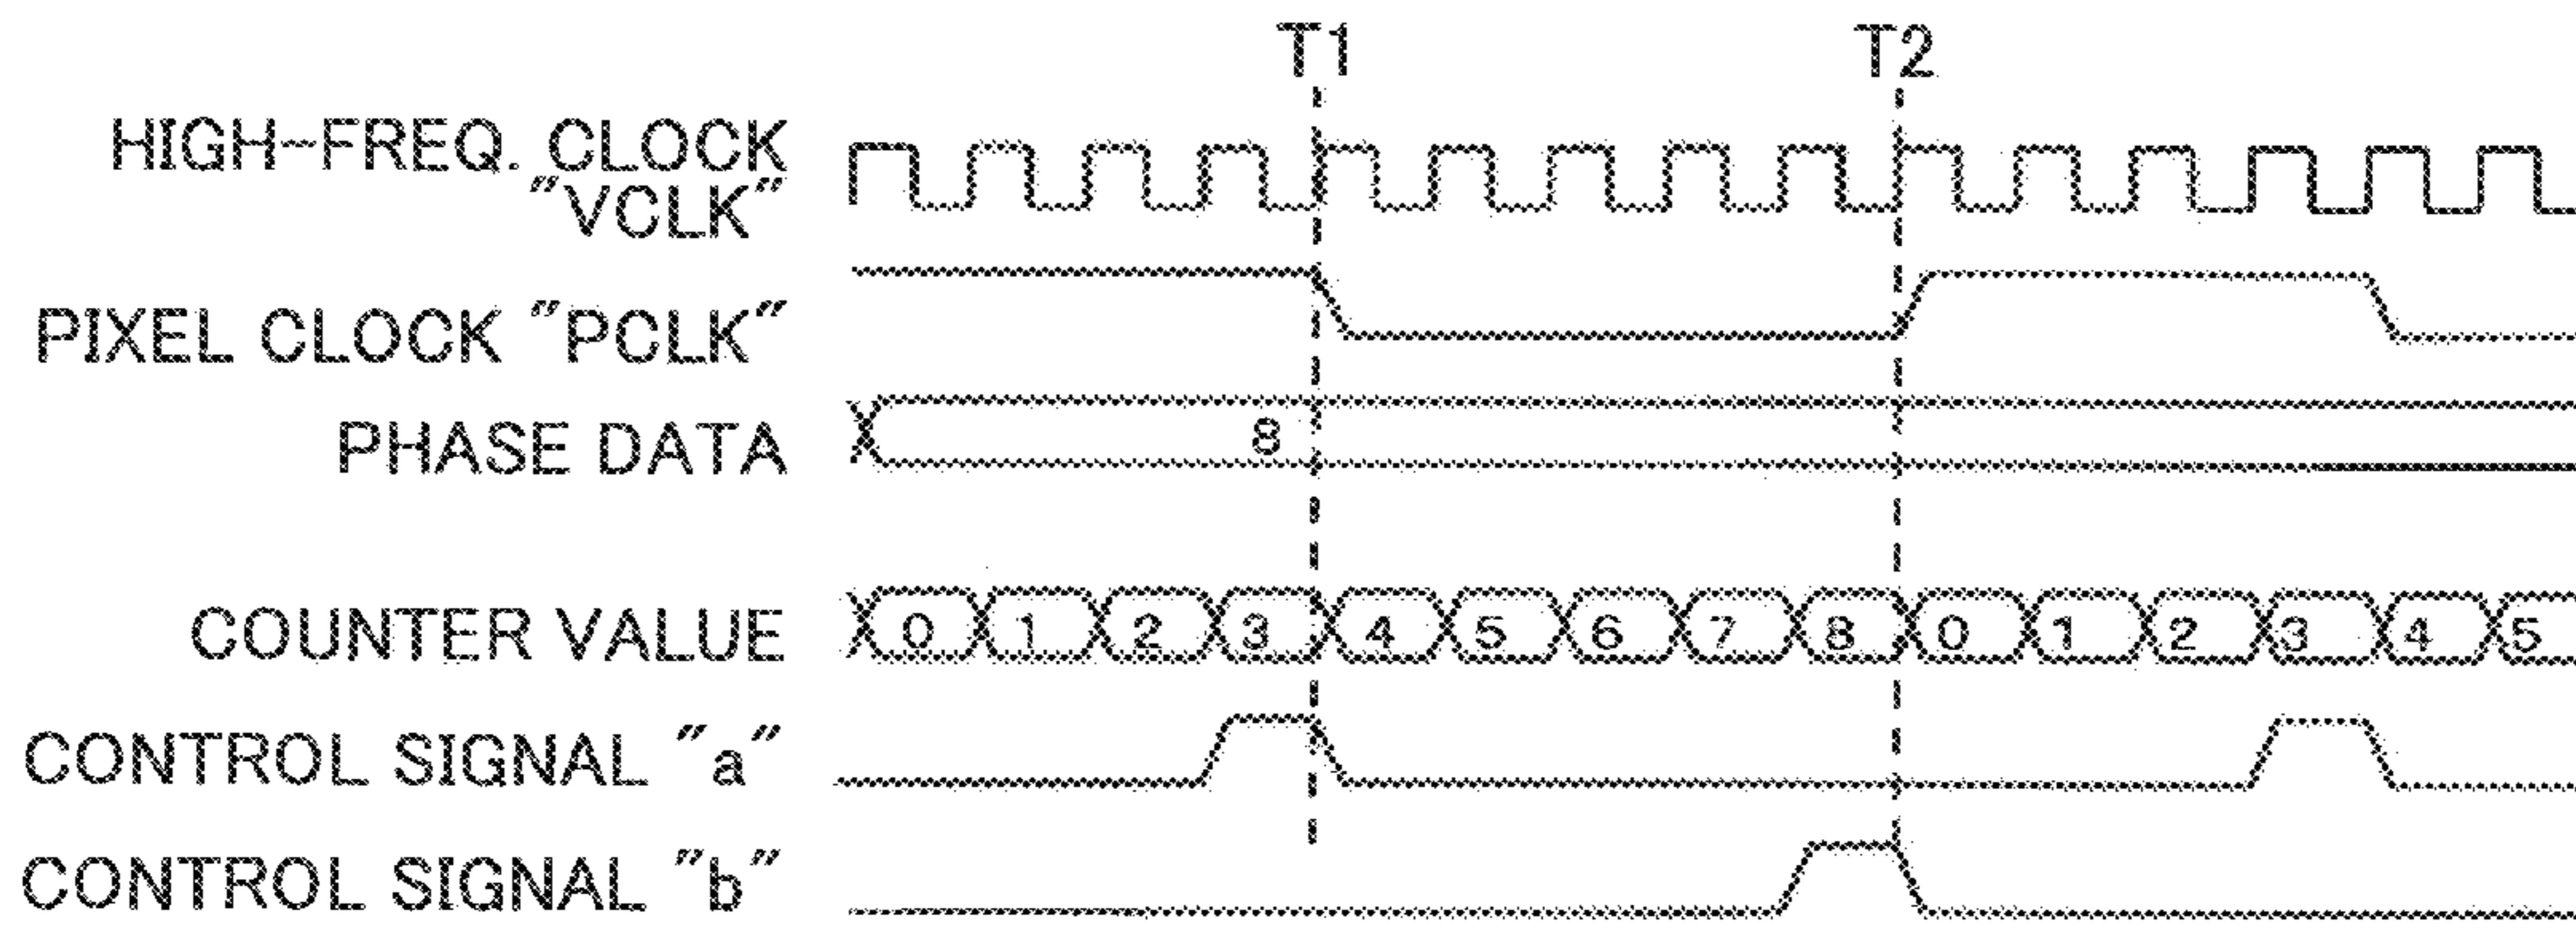 T1 T2
HIGH-FREQ. CLOCK
"VCLK"
PIXEL CLOCK "PCLK"
PHASE DATA 8
COUNTER VALUE 0 1 2 3 4 5 6 7 8 0 1 2 3 4 5
CONTROL SIGNAL "a"
CONTROL SIGNAL "b"